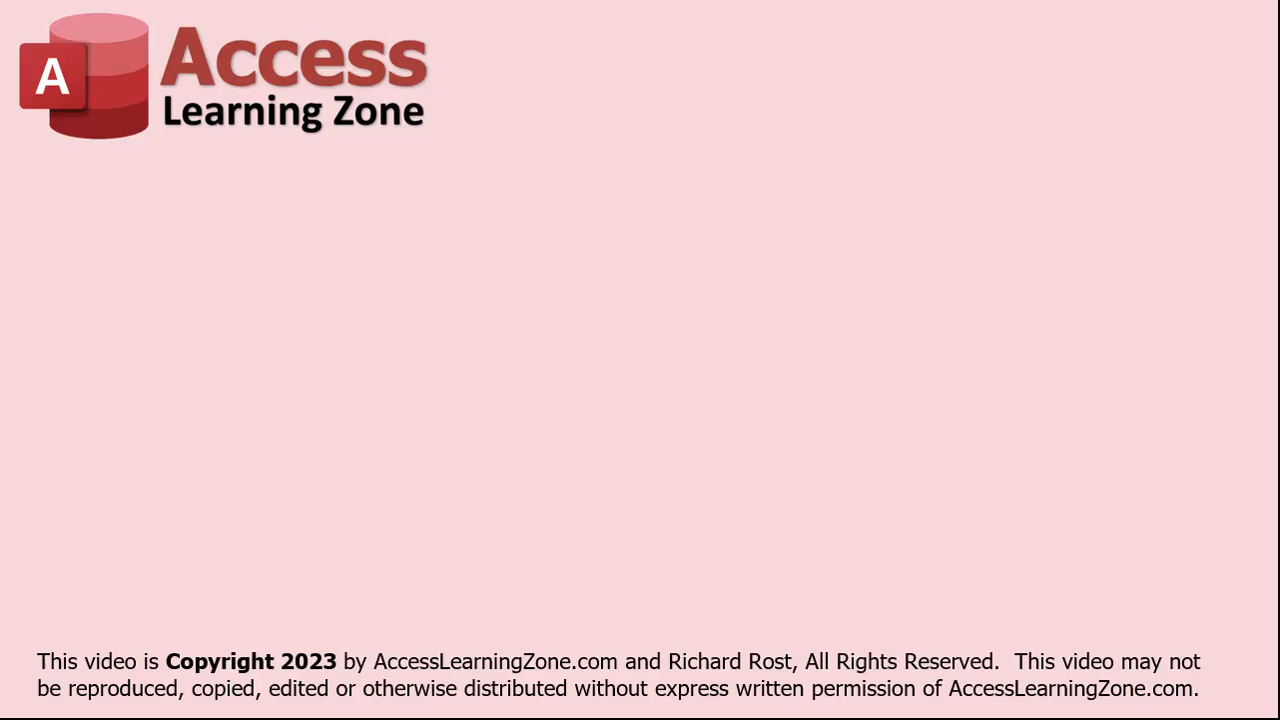 A
Access
Learning Zone
This video is Copyright 2023 by AccessLearningZone.com and Richard Rost, All Rights Reserved.  This video may not
be reproduced, copied, edited or otherwise distributed without express written permission of AccessLearningZone.com.